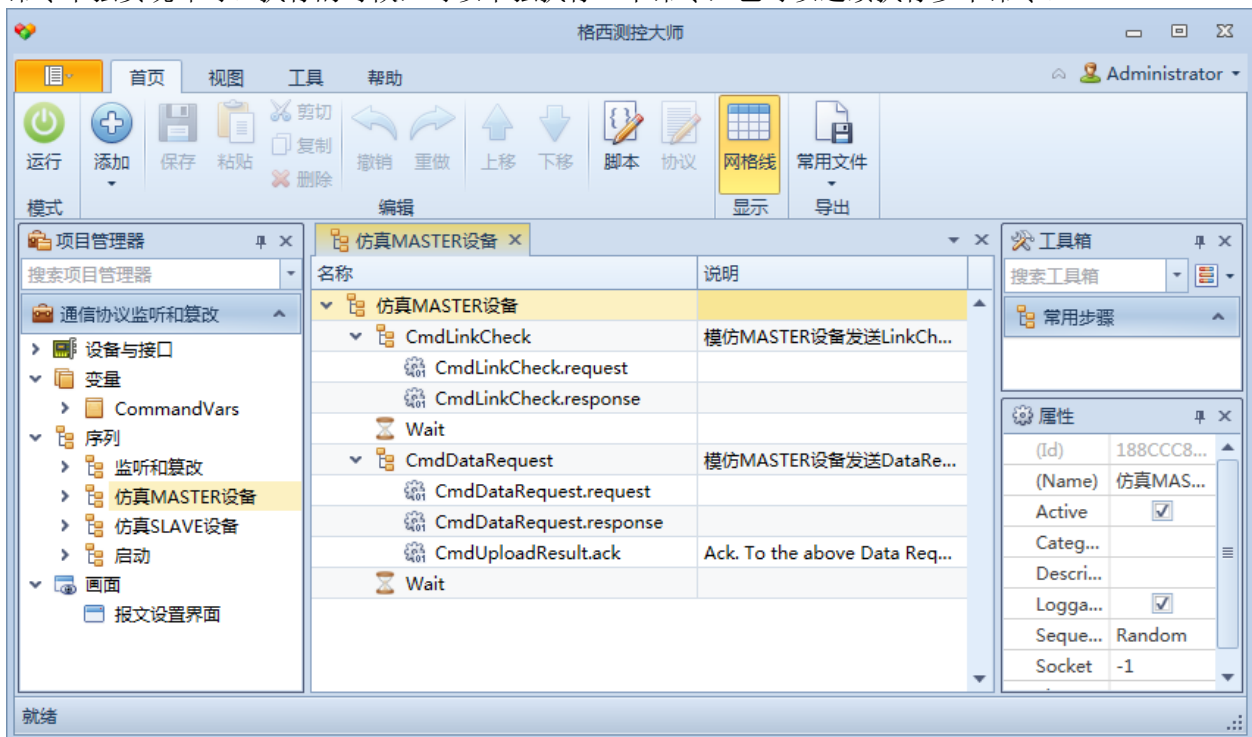 格西测控大师
首页 视图 工具 帮助
Administrator
运行
添加
保存
粘贴
剪切
复制
删除
撤销
重做
上移
下移
脚本
协议
网格线
常用文件
模式
编辑
显示
导出
项目管理器
搜索项目管理器
通信协议监听和篡改
设备与接口
变量
CommandVars
序列
监听和篡改
仿真MASTER设备
仿真SLAVE设备
启动
画面
报文设置界面
仿真MASTER设备
名称 说明
仿真MASTER设备
CmdLinkCheck 模仿MASTER设备发送LinkCh...
CmdLinkCheck.request
CmdLinkCheck.response
Wait
CmdDataRequest 模仿MASTER设备发送DataRe...
CmdDataRequest.request
CmdDataRequest.response
CmdUploadResult.ack Ack. To the above Data Req...
Wait
工具箱
搜索工具箱
常用步骤
属性
(Id) 188CCC8...
(Name) 仿真MAS...
Active
Categ...
Descri...
Logga...
Seque... Random
Socket -1
就绪